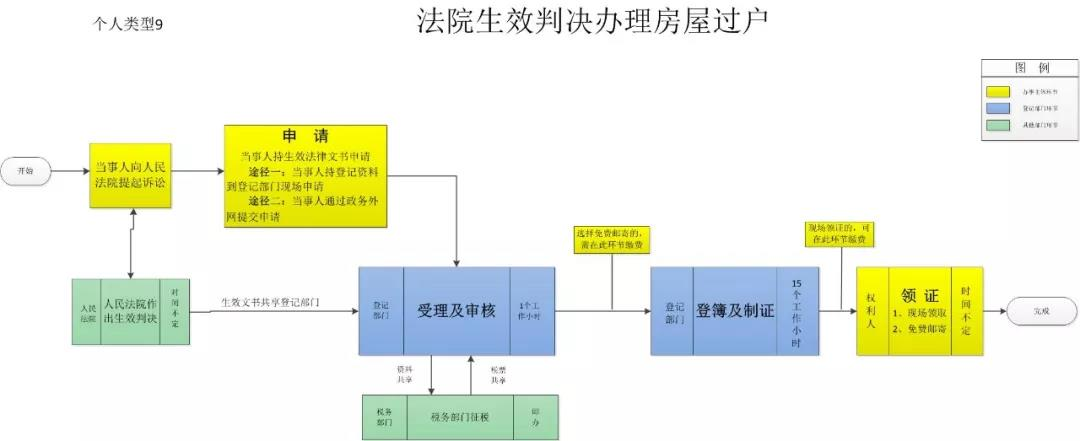 个人类型9
法院生效判决办理房屋过户
图 例
办事主体环节
登记部门环节
其他部门环节
开始
当事人向人民
法院提起诉讼
申 请
当事人持生效法律文书申请
途径一：当事人持登记资料
到登记部门现场申请
途径二：当事人通过政务外
网提交申请
人民
法院
人民法院作
出生效判决
时
间
不
定
生效文书共享登记部门
登记
部门
受理及审核
1个工
作小时
资料
共享
税票
共享
税务
部门
税务部门征税
即
办
选择免费邮寄的，
需在此环节缴费
登记
部门
登簿及制证
15
个
工
作
小
时
现场领证的，可
在此环节缴费
权
利
人
领 证
1、现场领取
2、免费邮寄
时
间
不
定
完成